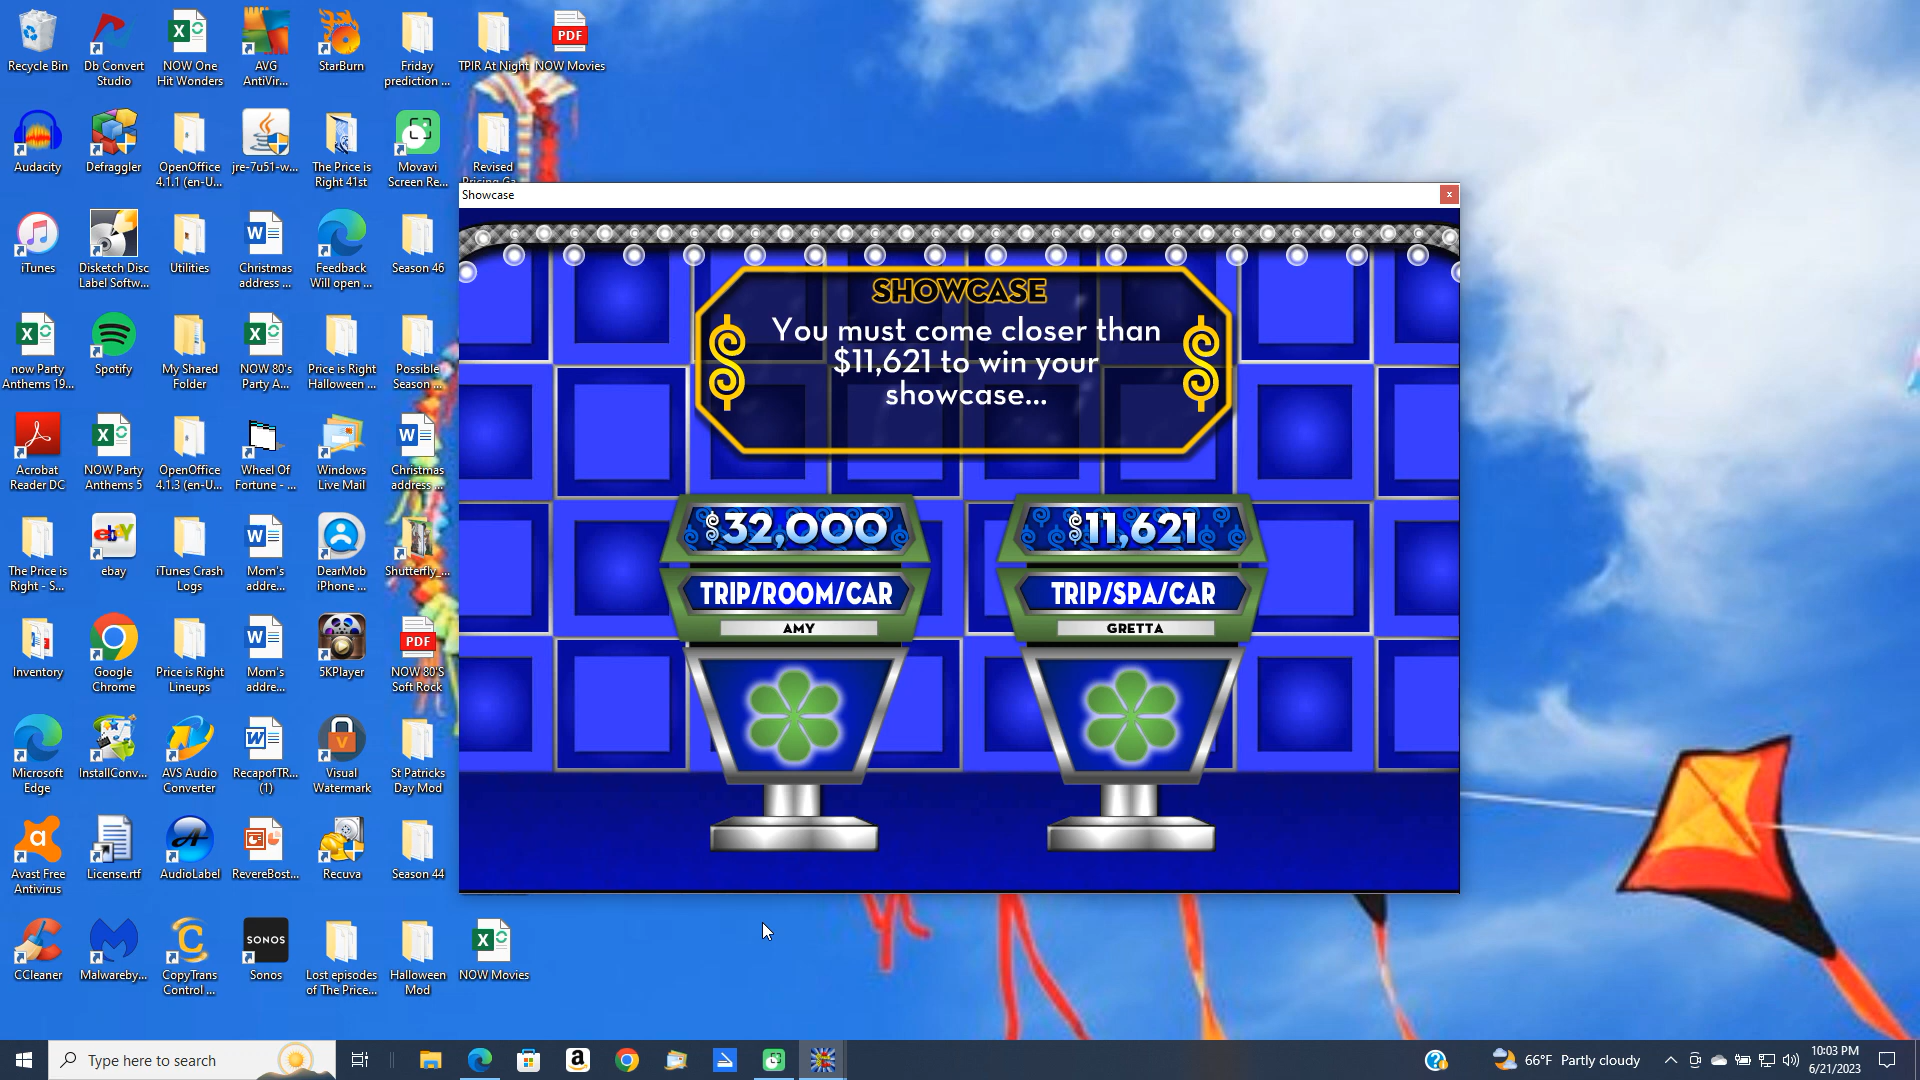 Recycle Bin
Db Convert
Studio
NOW One
Hit Wonders
AVG
AntiVir...
StarBurn
Friday
prediction ...
TPIR At Night
PDF
NOW Movies
Audacity
Defraggler
OpenOffice
4.1.1 (en-U...
jre-7u51-w...
The Price is
Right 41st
Movavi
Screen Re...
Revised
iTunes
Disketch Disc
Label Softw...
Utilities
Christmas
address ...
Feedback
Will open ...
Season 46
now Party
Anthems 19...
Spotify
My Shared
Folder
NOW 80's
Party A...
Price is Right
Halloween ...
Possible
Season ...
Acrobat
Reader DC
NOW Party
Anthems 5
OpenOffice
4.1.3 (en-U...
Wheel Of
Fortune - ...
Windows
Live Mail
Christmas
address ...
The Price is
Right - S...
ebay
ebay
iTunes Crash
Logs
Mom's
addre...
DearMob
iPhone ...
Shutterfly_...
Inventory
Google
Chrome
Price is Right
Lineups
Mom's
addre...
5KPlayer
PDF
NOW 80'S
Soft Rock
Microsoft
Edge
InstallConv...
AVS Audio
Converter
RecapofTR...
(1)
Visual
Watermark
St Patricks
Day Mod
Avast Free
Antivirus
License.rtf
AudioLabel
RevereBost...
Recuva
Season 44
CCleaner
Malwareby...
CopyTrans
Control ...
SONOS
Sonos
Lost episodes
of The Price...
Halloween
Mod
NOW Movies
Showcase
SHOWCASE
You must come closer than
$11,621 to win your
showcase...
$32,000
$11,621
TRIP/ROOM/CAR
TRIP/SPA/CAR
AMY
GRETTA
Type here to search
66°F Partly cloudy
10:03 PM
6/21/2023